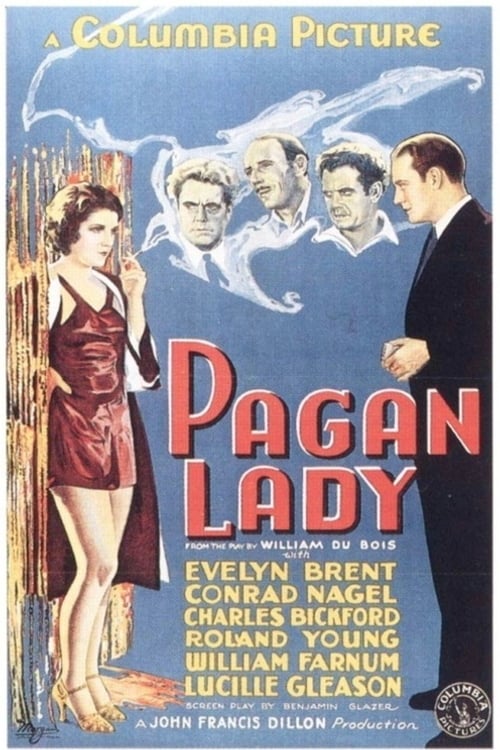 A COLUMBIA PICTURE
PAGAN
LADY
FROM THE PLAY BY WILLIAM DU BOIS
with
EVELYN BRENT
CONRAD NAGEL
CHARLES BICKFORD
ROLAND YOUNG
WILLIAM FARNUM
LUCILLE GLEASON
SCREEN PLAY BY BENJAMIN GLAZER
A JOHN FRANCIS DILLON Production
COLUMBIA
PICTURES